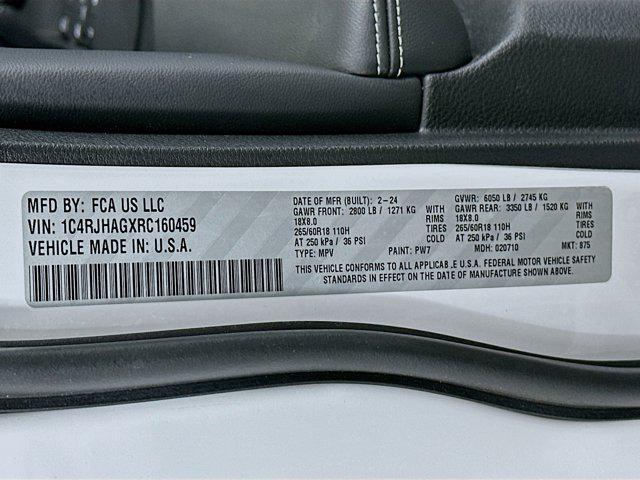 MFD BY: FCA US LLC
VIN: 1C4RJHAGXRC160459
VEHICLE MADE IN: U.S.A.
DATE OF MFR (BUILT): 2-24
GAWR FRONT: 2800 LB / 1271 KG WITH
18X8.0 RIMS
265/60R18 110H TIRES
AT 250 kPa / 36 PSI COLD
TYPE: MPV PAINT: PW7
GVWR: 6050 LB / 2745 KG
GAWR REAR: 3350 LB / 1520 KG WITH
18X8.0 RIMS
265/60R18 110H TIRES
AT 250 kPa / 36 PSI COLD
MDH: 020710 MKT: 875
THIS VEHICLE CONFORMS TO ALL APPLICAB,E U.S.A. FEDERAL MOTOR VEHICLE SAFETY
STANDARDS IN EFFECT ON THE DATE OF MANUFACTURE SHOWN ABOVE.